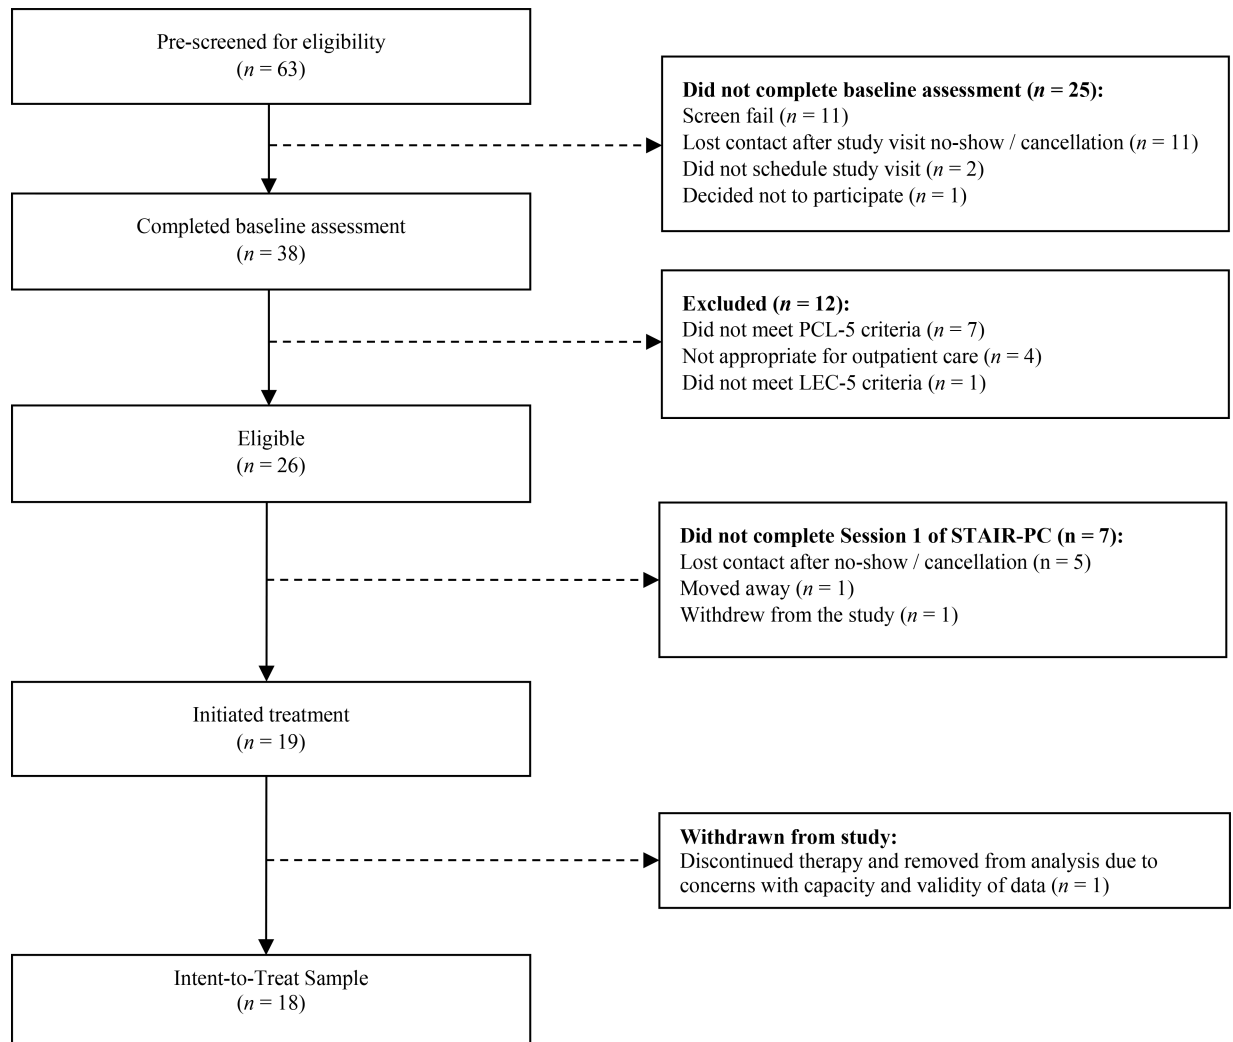 Pre-screened for eligibility
(n = 63)
Did not complete baseline assessment (n = 25):
Screen fail (n = 11)
Lost contact after study visit no-show / cancellation (n = 11)
Did not schedule study visit (n = 2)
Decided not to participate (n = 1)
Completed baseline assessment
(n = 38)
Excluded (n = 12):
Did not meet PCL-5 criteria (n = 7)
Not appropriate for outpatient care (n = 4)
Did not meet LEC-5 criteria (n = 1)
Eligible
(n = 26)
Did not complete Session 1 of STAIR-PC (n = 7):
Lost contact after no-show / cancellation (n = 5)
Moved away (n = 1)
Withdrew from the study (n = 1)
Initiated treatment
(n = 19)
Withdrawn from study:
Discontinued therapy and removed from analysis due to
concerns with capacity and validity of data (n = 1)
Intent-to-Treat Sample
(n = 18)